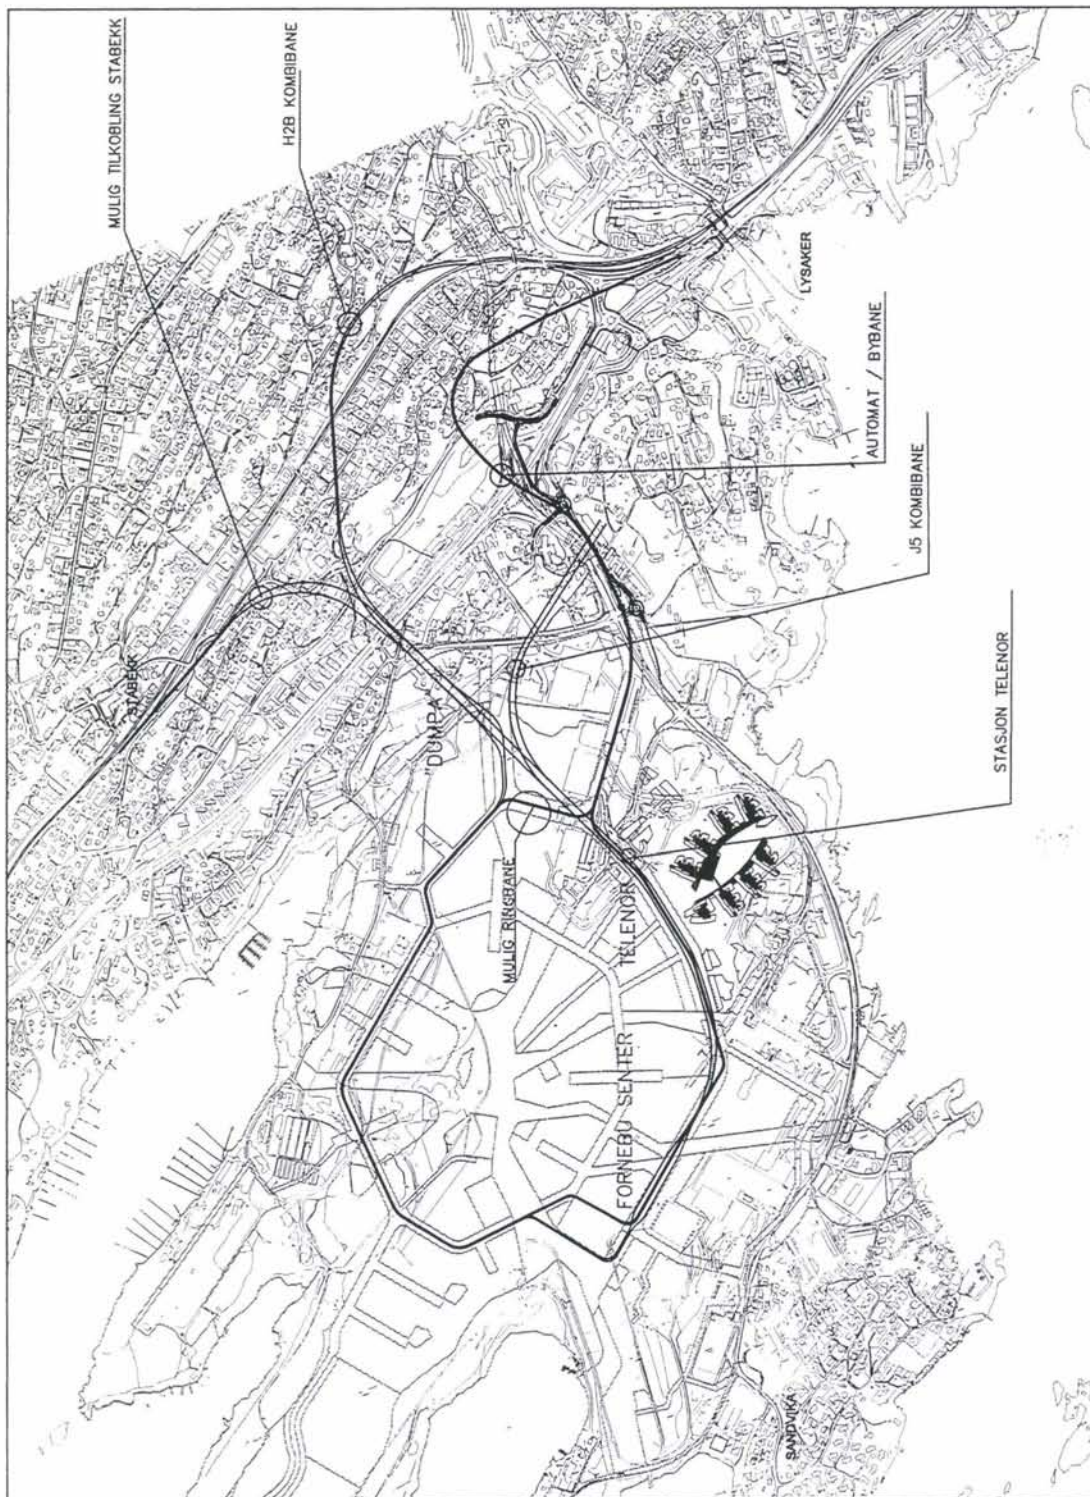 MULIG TILKOBLING STABEKK
H2B KOMBIBANE
STABEKK
LYSAKER
AUTOMAT / BYBANE
J5 KOMBIBANE
"DUMPA"
STASJON TELENOR
MULIG RINGBANE
TELENOR
FORNEBU SENTER
SANDVIKA